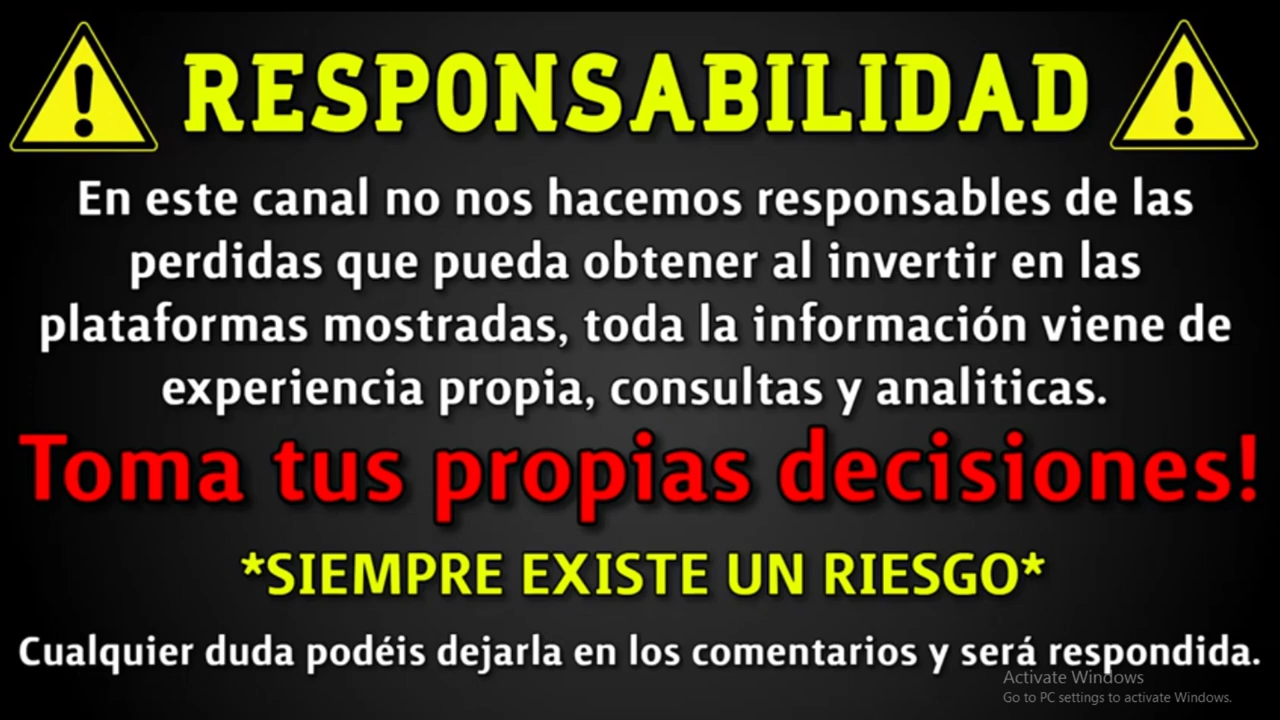 RESPONSABILIDAD
En este canal no nos hacemos responsables de las
perdidas que pueda obtener al invertir en las
plataformas mostradas, toda la información viene de
experiencia propia, consultas y analiticas.
Toma tus propias decisiones!
*SIEMPRE EXISTE UN RIESGO*
Cualquier duda podéis dejarla en los comentarios y será respondida.
Activate Windows
Go to PC settings to activate Windows.